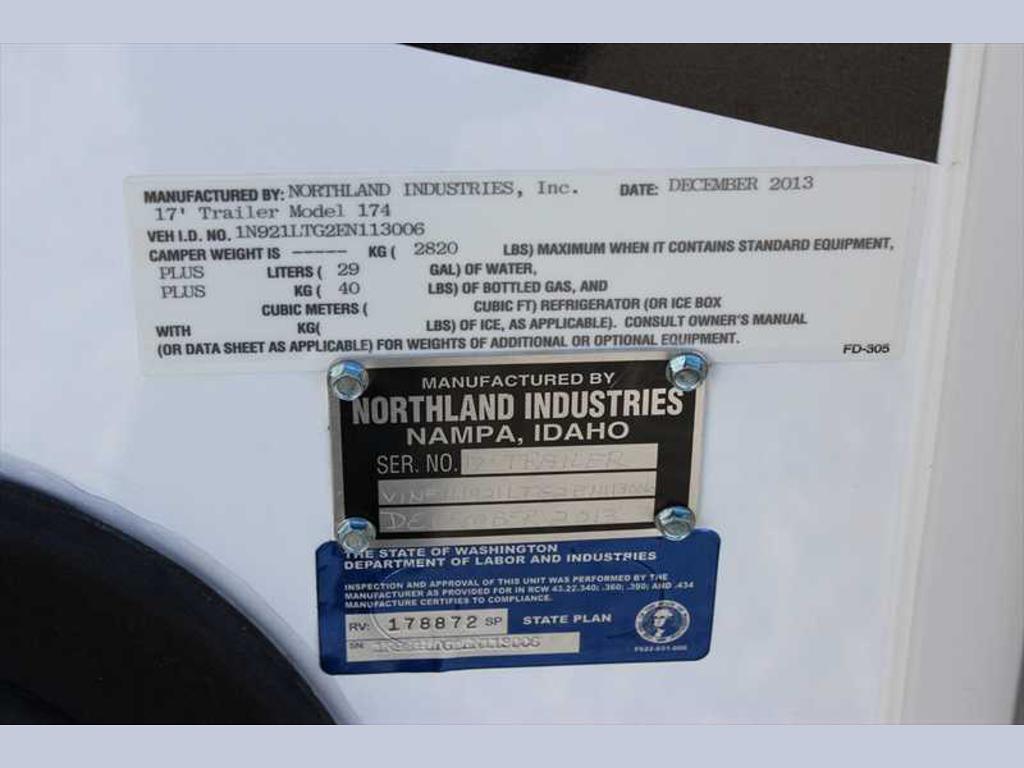 MANUFACTURED BY: NORTHLAND INDUSTRIES, Inc. DATE: DECEMBER 2013
17' Trailer Model 174
VEH I.D. NO. 1N921LTG2EN113006
CAMPER WEIGHT IS ------ KG ( 2820 LBS) MAXIMUM WHEN IT CONTAINS STANDARD EQUIPMENT,
PLUS LITERS ( 29 GAL) OF WATER,
PLUS KG ( 40 LBS) OF BOTTLED GAS, AND
CUBIC METERS ( CUBIC FT) REFRIGERATOR (OR ICE BOX
WITH KG( LBS) OF ICE, AS APPLICABLE). CONSULT OWNER'S MANUAL
(OR DATA SHEET AS APPLICABLE) FOR WEIGHTS OF ADDITIONAL OR OPTIONAL EQUIPMENT.
FD-305
MANUFACTURED BY
NORTHLAND INDUSTRIES
NAMPA, IDAHO
SER. NO. 17' TRAILER
DECEMBER 2013
THE STATE OF WASHINGTON
DEPARTMENT OF LABOR AND INDUSTRIES
INSPECTION AND APPROVAL OF THIS UNIT WAS PERFORMED BY THE
MANUFACTURER AS PROVIDED FOR IN RCW 43.22.340; .360; .390; AND .434
MANUFACTURE CERTIFIES TO COMPLIANCE.
RV: 178872 SP STATE PLAN
SN